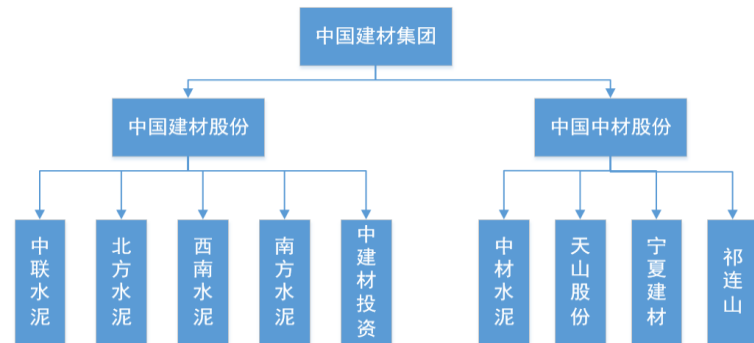 中国建材集团
中国建材股份
中国中材股份
中联水泥
北方水泥
西南水泥
南方水泥
中建材投资
中材水泥
天山股份
宁夏建材
祁连山